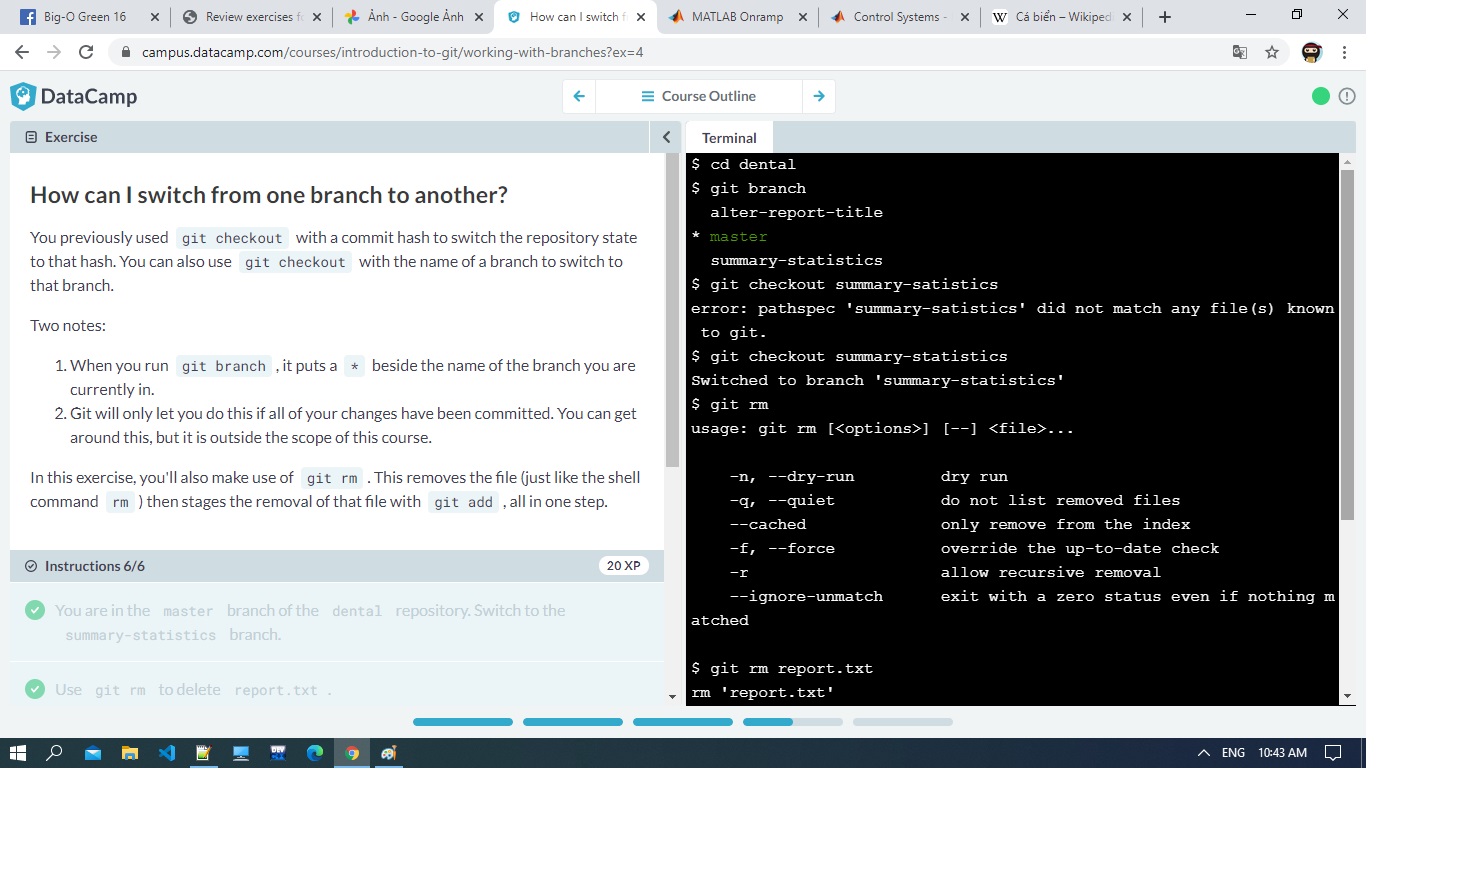 Big-O Green 16
Review exercises f
Ảnh - Google Ảnh
How can I switch f
MATLAB Onramp
Control Systems -
W Cá biển – Wikiped
campus.datacamp.com/courses/introduction-to-git/working-with-branches?ex=4
DataCamp
Course Outline
Exercise
Terminal
How can I switch from one branch to another?
You previously used git checkout with a commit hash to switch the repository state
to that hash. You can also use git checkout with the name of a branch to switch to
that branch.
Two notes:
1. When you run git branch , it puts a * beside the name of the branch you are
currently in.
2. Git will only let you do this if all of your changes have been committed. You can get
around this, but it is outside the scope of this course.
In this exercise, you'll also make use of git rm . This removes the file (just like the shell
command rm ) then stages the removal of that file with git add , all in one step.
Instructions 6/6
20 XP
You are in the master branch of the dental repository. Switch to the
summary-statistics branch.
Use git rm to delete report.txt .
$ cd dental
$ git branch
alter-report-title
* master
summary-statistics
$ git checkout summary-satistics
error: pathspec 'summary-satistics' did not match any file(s) known
to git.
$ git checkout summary-statistics
Switched to branch 'summary-statistics'
$ git rm
usage: git rm [<options>] [--] <file>...
-n, --dry-run dry run
-q, --quiet do not list removed files
--cached only remove from the index
-f, --force override the up-to-date check
-r allow recursive removal
--ignore-unmatch exit with a zero status even if nothing m
atched
$ git rm report.txt
rm 'report.txt'
DEV
ENG
10:43 AM